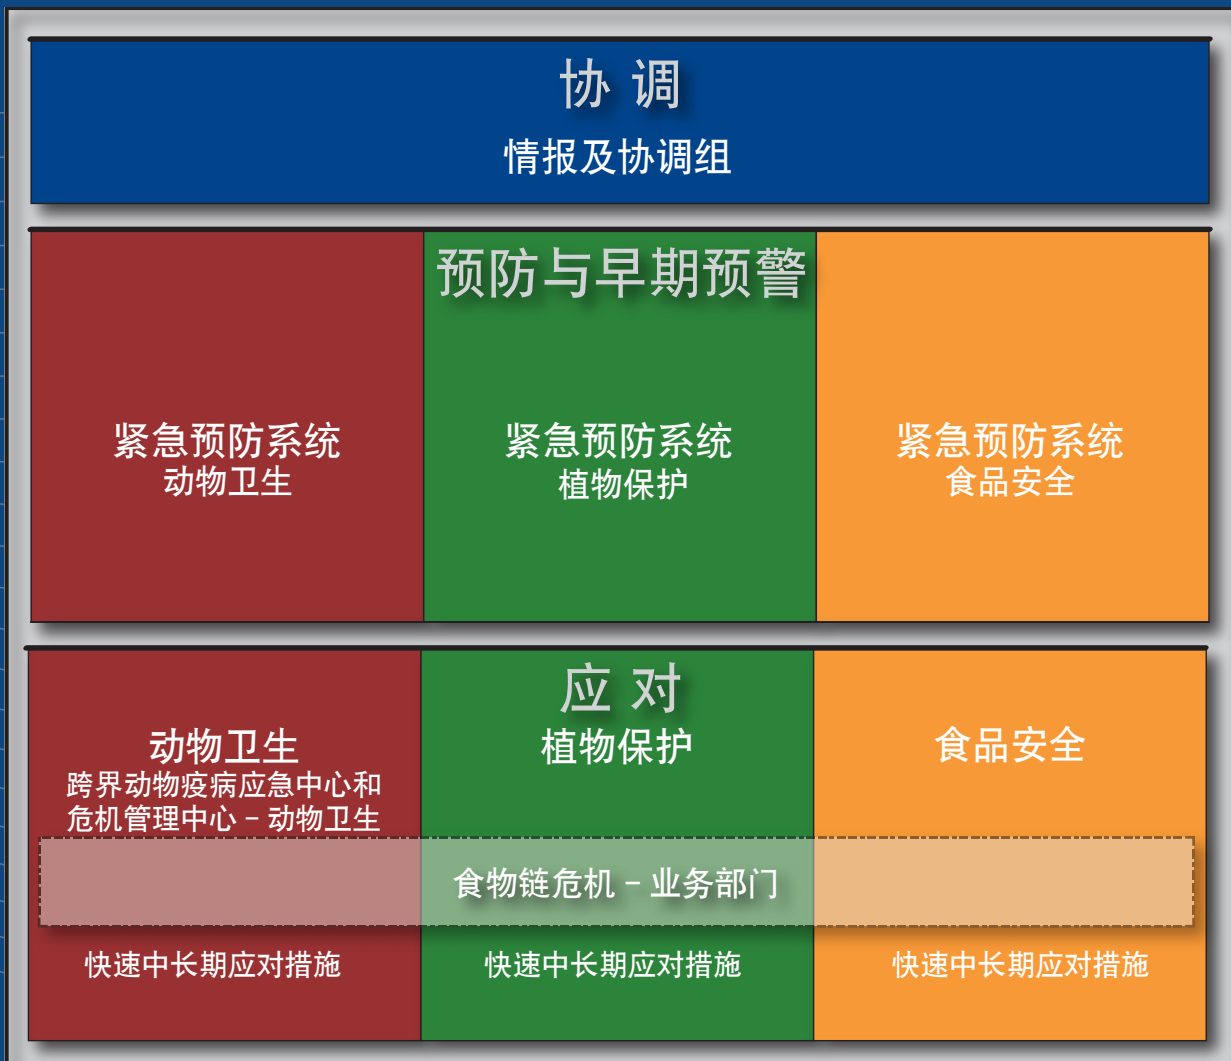 协 调
情报及协调组
预防与早期预警
紧急预防系统
动物卫生
紧急预防系统
植物保护
紧急预防系统
食品安全
应 对
动物卫生
跨界动物疫病应急中心和
危机管理中心 – 动物卫生
植物保护
食品安全
食物链危机 – 业务部门
快速中长期应对措施
快速中长期应对措施
快速中长期应对措施